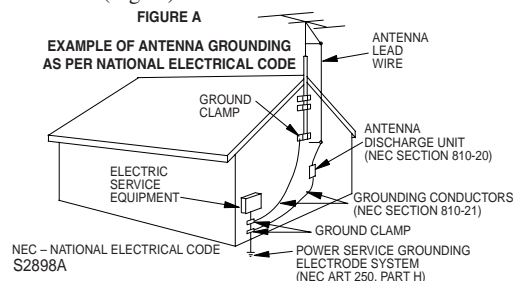 FIGURE A
EXAMPLE OF ANTENNA GROUNDING
AS PER NATIONAL ELECTRICAL CODE
ANTENNA
LEAD
WIRE
GROUND
CLAMP
ANTENNA
DISCHARGE UNIT
(NEC SECTION 810-20)
ELECTRIC
SERVICE
EQUIPMENT
GROUNDING CONDUCTORS
(NEC SECTION 810-21)
GROUND CLAMP
POWER SERVICE GROUNDING
ELECTRODE SYSTEM
(NEC ART 250, PART H)
NEC – NATIONAL ELECTRICAL CODE
S2898A